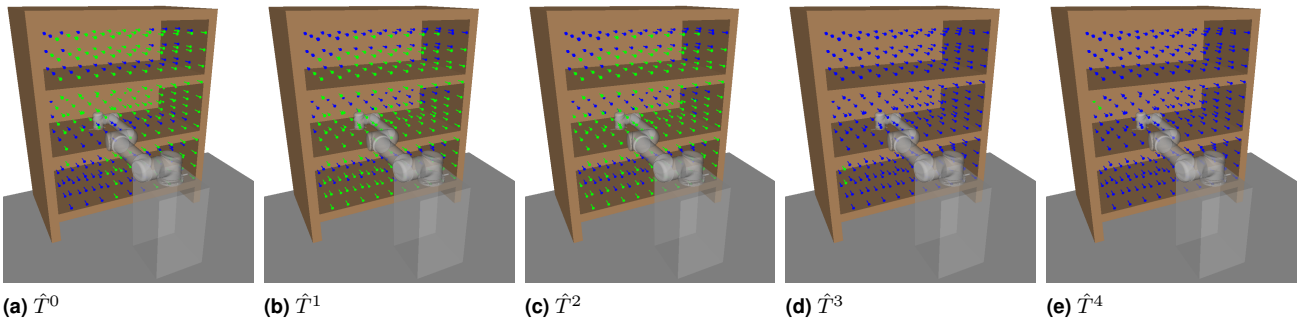 (a) T̂⁰
(b) T̂¹
(c) T̂²
(d) T̂³
(e) T̂⁴